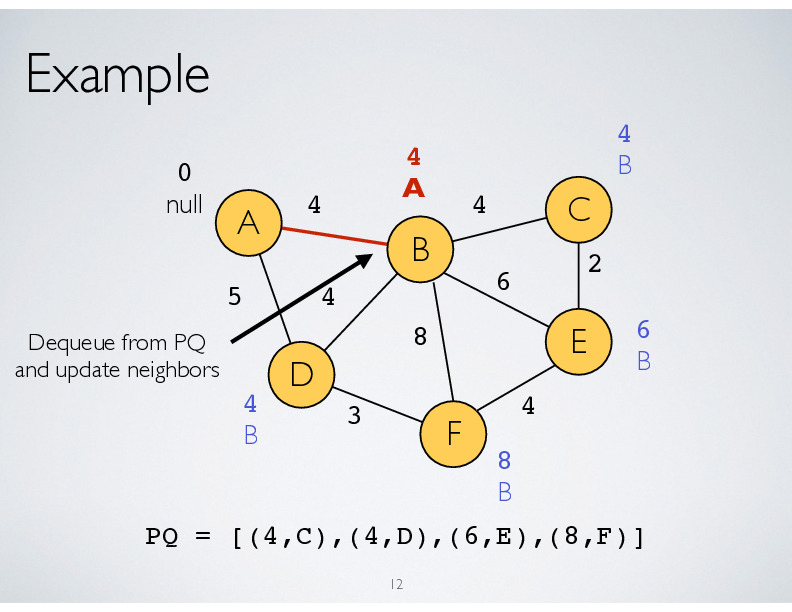 Example
4
B
4
A
0
null
4
4
A
B
C
2
6
5
4
8
Dequeue from PQ
and update neighbors
6
B
E
D
4
B
3
4
F
8
B
PQ = [(4,C),(4,D),(6,E),(8,F)]
12